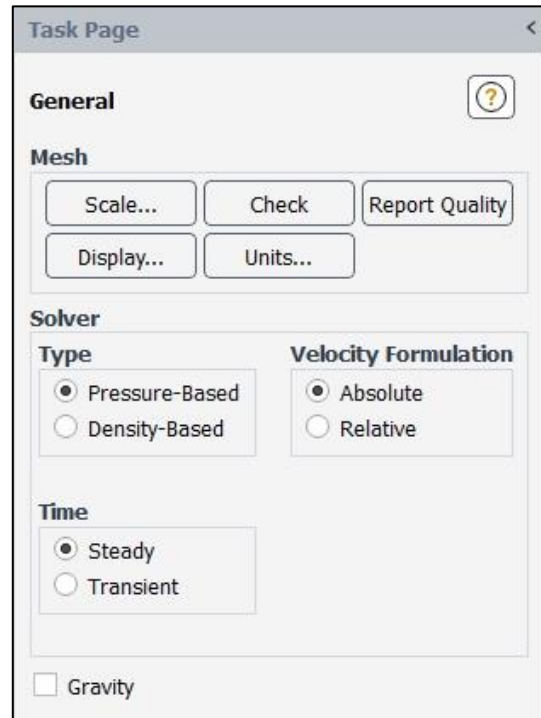 Task Page
General
Mesh
Scale... Check Report Quality
Display... Units...
Solver
Type Velocity Formulation
Pressure-Based Absolute
Density-Based Relative
Time
Steady
Transient
Gravity